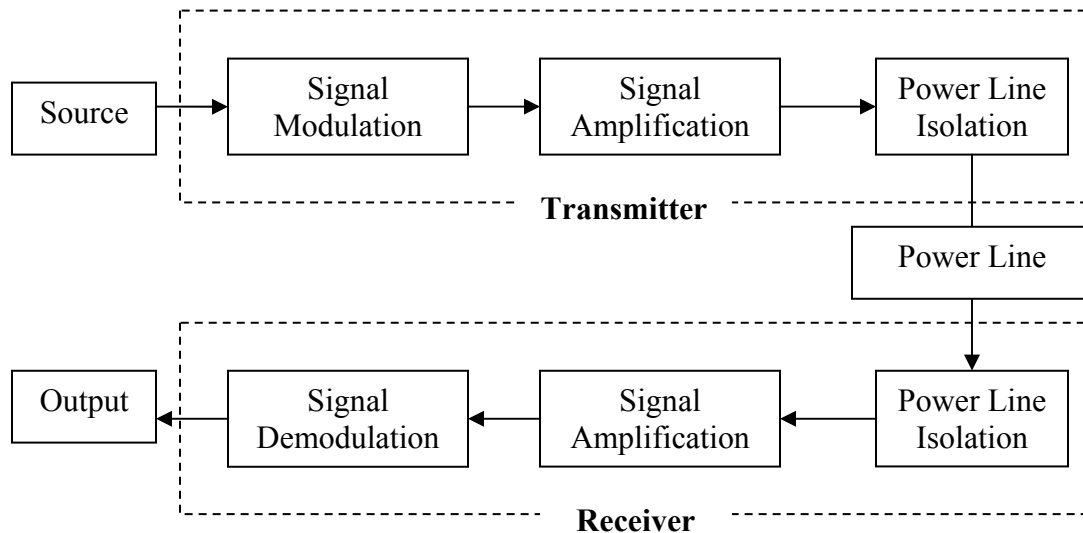 Source
Signal
Modulation
Signal
Amplification
Power Line
Isolation
Transmitter
Power Line
Output
Signal
Demodulation
Signal
Amplification
Power Line
Isolation
Receiver